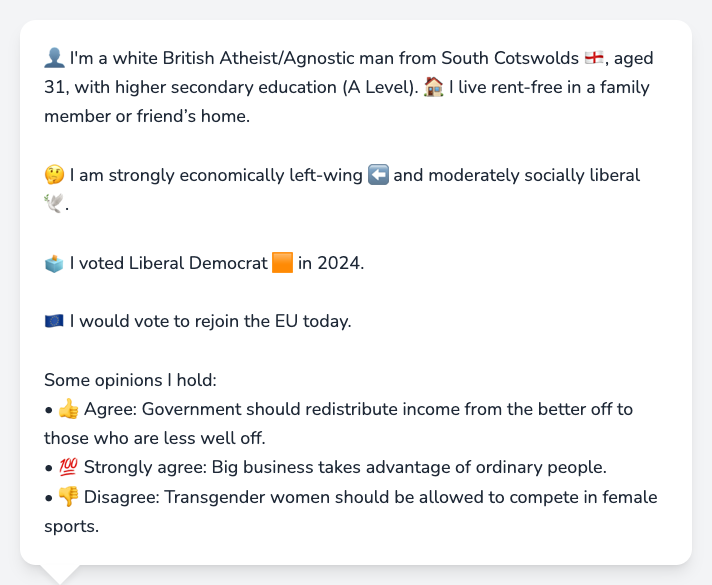 👤 I'm a white British Atheist/Agnostic man from South Cotswolds 🏴󠁧󠁢󠁥󠁮󠁧󠁿, aged
31, with higher secondary education (A Level). 🏠 I live rent-free in a family
member or friend’s home.
🤔 I am strongly economically left-wing ⬅️ and moderately socially liberal
🕊️.
🗳️ I voted Liberal Democrat 🟧 in 2024.
🇪🇺 I would vote to rejoin the EU today.
Some opinions I hold:
• 👍 Agree: Government should redistribute income from the better off to
those who are less well off.
• 💯 Strongly agree: Big business takes advantage of ordinary people.
• 👎 Disagree: Transgender women should be allowed to compete in female
sports.